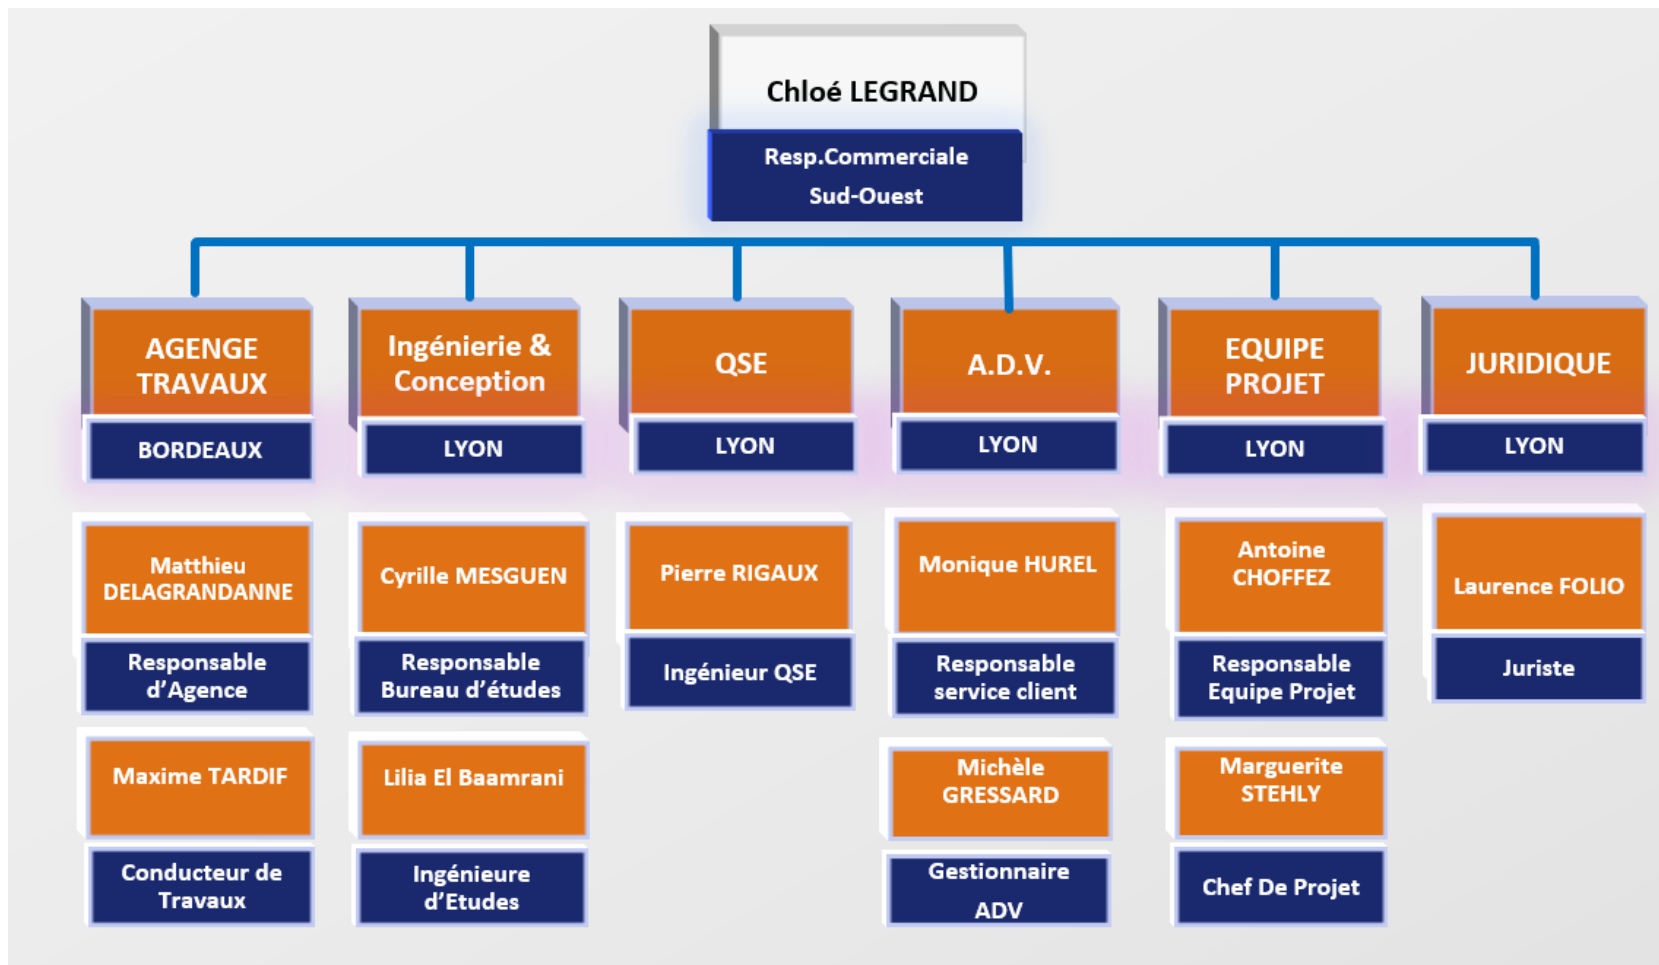 Chloé LEGRAND
Resp.Commerciale
Sud-Ouest
AGENGE
TRAVAUX
BORDEAUX
Ingénierie &
Conception
LYON
QSE
LYON
A.D.V.
LYON
EQUIPE
PROJET
LYON
JURIDIQUE
LYON
Matthieu
DELAGRANDANNE
Responsable
d’Agence
Cyrille MESGUEN
Responsable
Bureau d’études
Pierre RIGAUX
Ingénieur QSE
Monique HUREL
Responsable
service client
Antoine
CHOFFEZ
Responsable
Equipe Projet
Laurence FOLIO
Juriste
Maxime TARDIF
Conducteur de
Travaux
Lilia El Baamrani
Ingénieure
d’Etudes
Michèle
GRESSARD
Gestionnaire
ADV
Marguerite
STEHLY
Chef De Projet